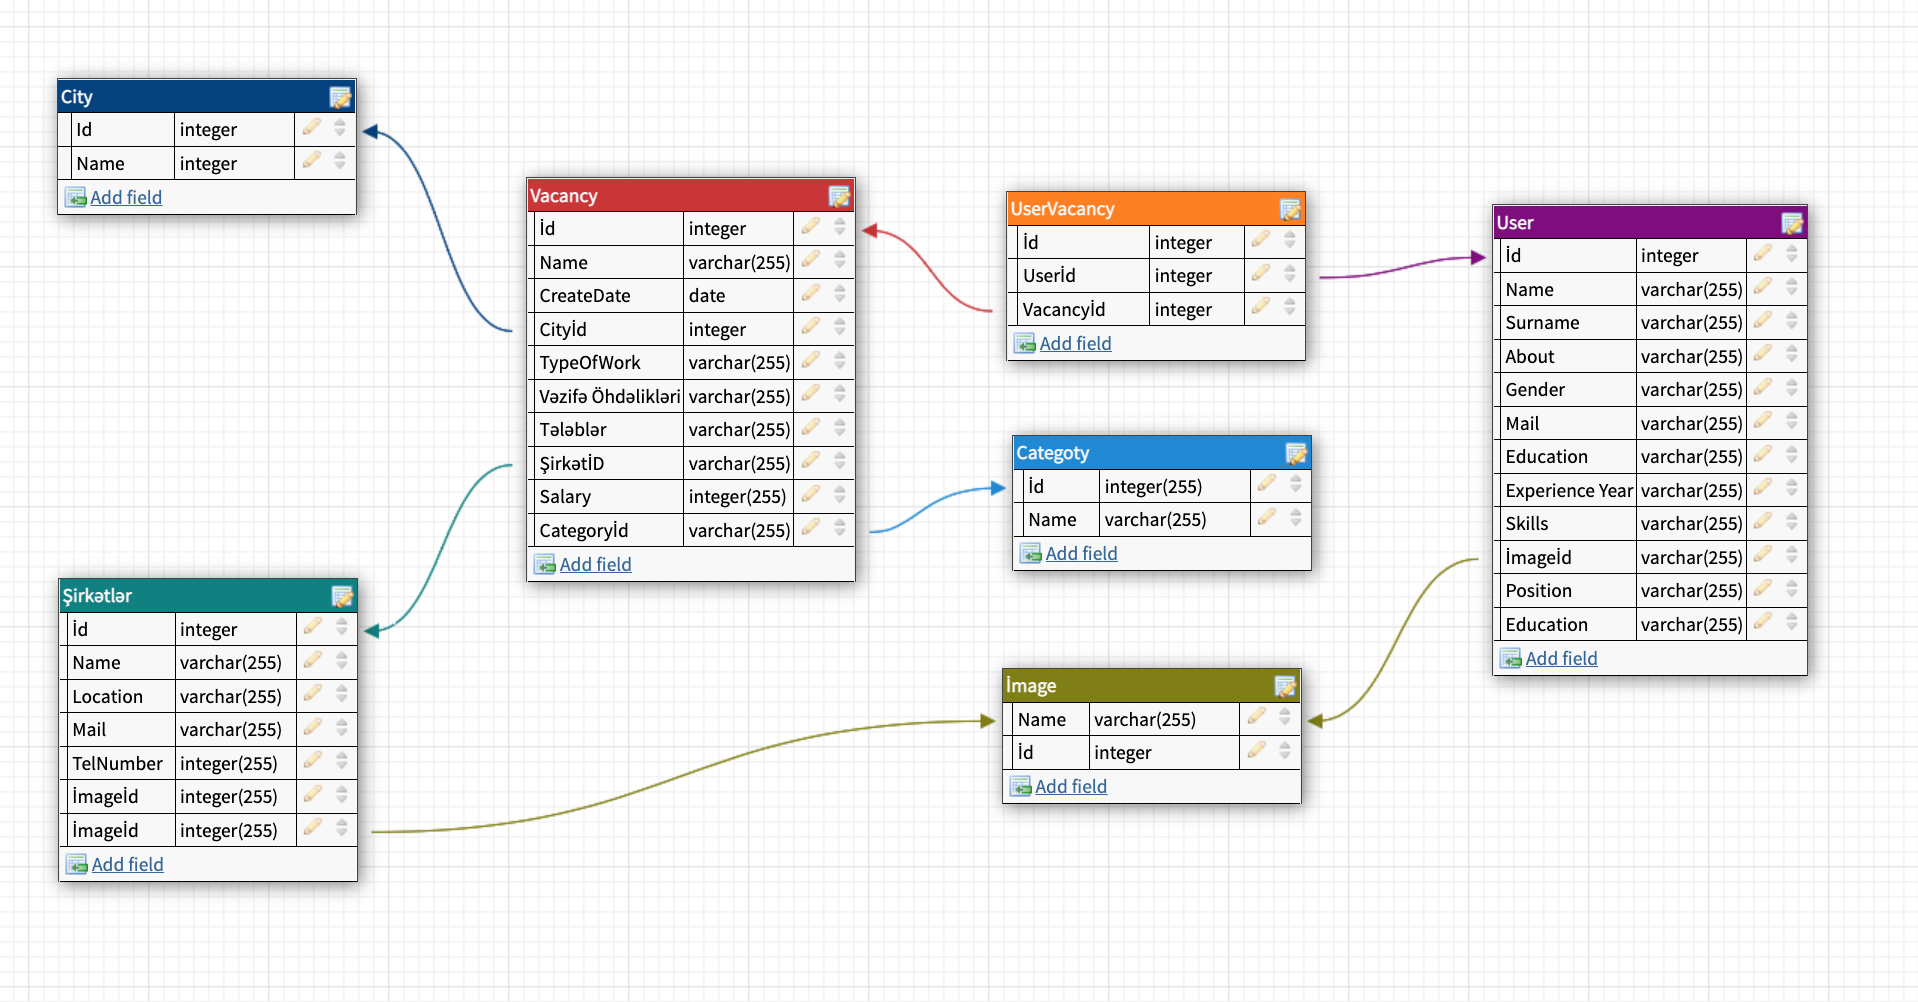 City
Id integer
Name integer
Add field
Vacancy
İd integer
Name varchar(255)
CreateDate date
Cityİd integer
TypeOfWork varchar(255)
Vəzifə Öhdəlikləri varchar(255)
Tələblər varchar(255)
ŞirkətİD varchar(255)
Salary integer(255)
Categoryİd varchar(255)
Add field
UserVacancy
İd integer
Userİd integer
Vacancyİd integer
Add field
User
İd integer
Name varchar(255)
Surname varchar(255)
About varchar(255)
Gender varchar(255)
Mail varchar(255)
Education varchar(255)
Experience Year varchar(255)
Skills varchar(255)
İmageİd varchar(255)
Position varchar(255)
Education varchar(255)
Add field
Categoty
İd integer(255)
Name varchar(255)
Add field
Şirkətlər
İd integer
Name varchar(255)
Location varchar(255)
Mail varchar(255)
TelNumber integer(255)
İmageİd integer(255)
İmageİd integer(255)
Add field
İmage
Name varchar(255)
İd integer
Add field